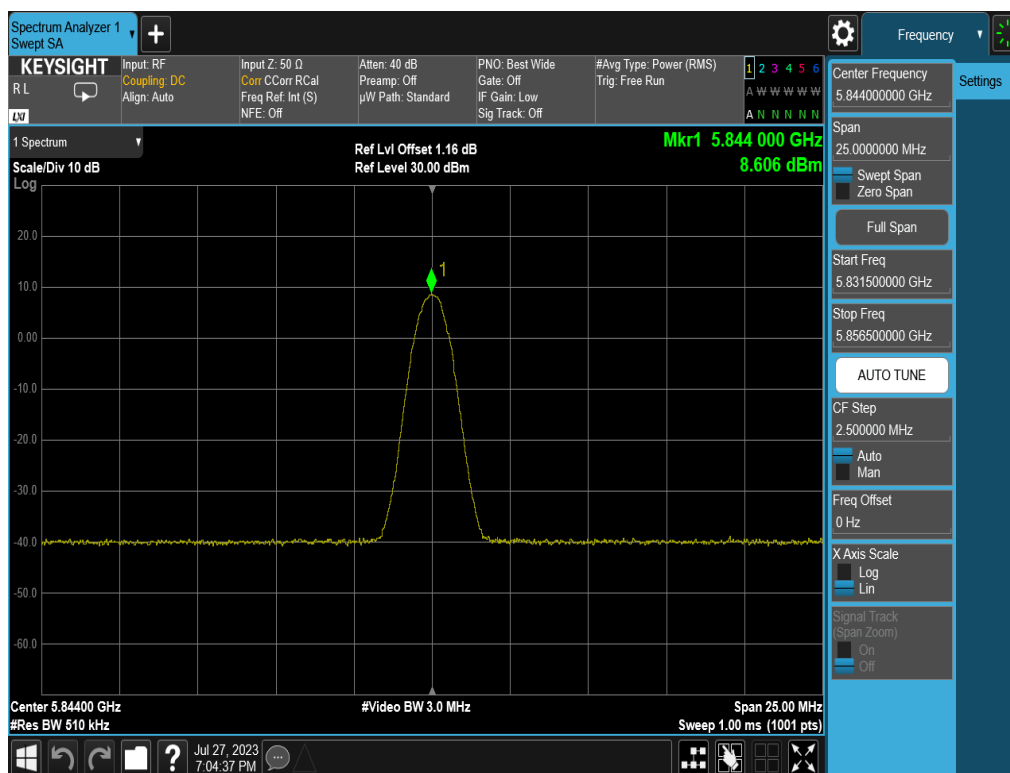 Spectrum Analyzer 1
Swept SA
+
Frequency
KEYSIGHT
R L
LXI
Input: RF
Coupling: DC
Align: Auto
Input Z: 50 Ω
Corr CCorr RCal
Freq Ref: Int (S)
NFE: Off
Atten: 40 dB
Preamp: Off
µW Path: Standard
PNO: Best Wide
Gate: Off
IF Gain: Low
Sig Track: Off
#Avg Type: Power (RMS)
Trig: Free Run
1 2 3 4 5 6
A W W W W W
A N N N N N
1 Spectrum
Scale/Div 10 dB
Log
Ref Lvl Offset 1.16 dB
Ref Level 30.00 dBm
Mkr1 5.844 000 GHz
8.606 dBm
1
20.0
10.0
0.00
-10.0
-20.0
-30.0
-40.0
-50.0
-60.0
Center 5.84400 GHz
#Res BW 510 kHz
#Video BW 3.0 MHz
Span 25.00 MHz
Sweep 1.00 ms (1001 pts)
Center Frequency
5.844000000 GHz
Settings
Span
25.0000000 MHz
Swept Span
Zero Span
Full Span
Start Freq
5.831500000 GHz
Stop Freq
5.856500000 GHz
AUTO TUNE
CF Step
2.500000 MHz
Auto
Man
Freq Offset
0 Hz
X Axis Scale
Log
Lin
Signal Track
(Span Zoom)
On
Off
?
Jul 27, 2023
7:04:37 PM